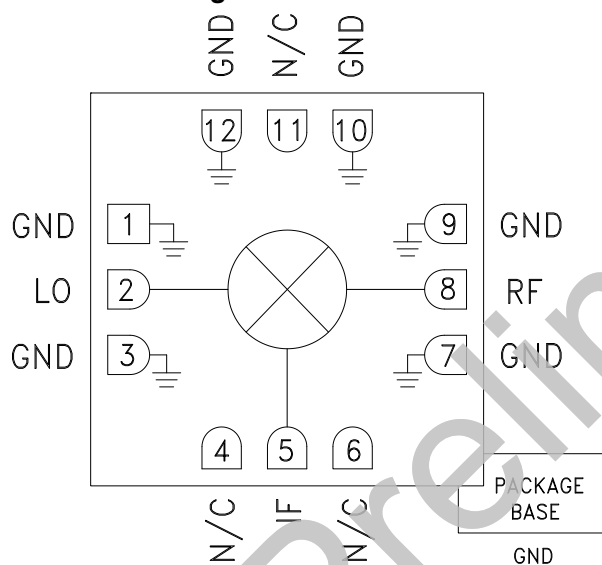 GND
N/C
GND
12
11
10
GND
1
9
GND
LO
2
8
RF
GND
3
7
GND
4
5
6
N/C
IF
N/C
PACKAGE
BASE
GND